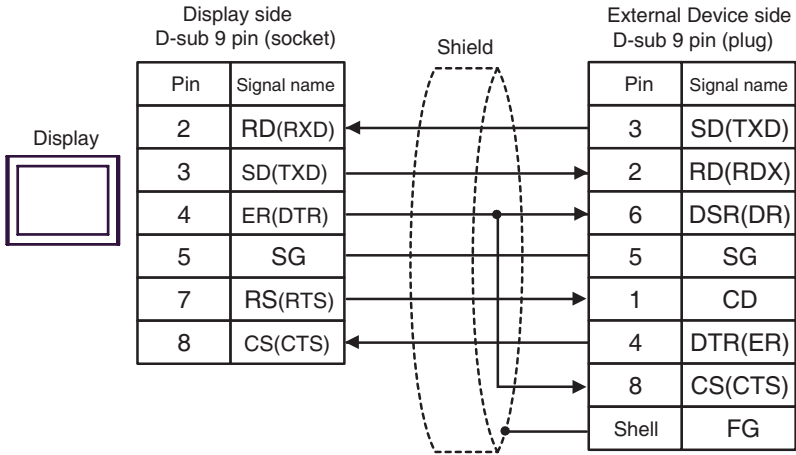 Display side
D-sub 9 pin (socket)
External Device side
D-sub 9 pin (plug)
Shield
Display
Pin Signal name
2 RD(RXD)
3 SD(TXD)
4 ER(DTR)
5 SG
7 RS(RTS)
8 CS(CTS)
Pin Signal name
3 SD(TXD)
2 RD(RDX)
6 DSR(DR)
5 SG
1 CD
4 DTR(ER)
8 CS(CTS)
Shell FG